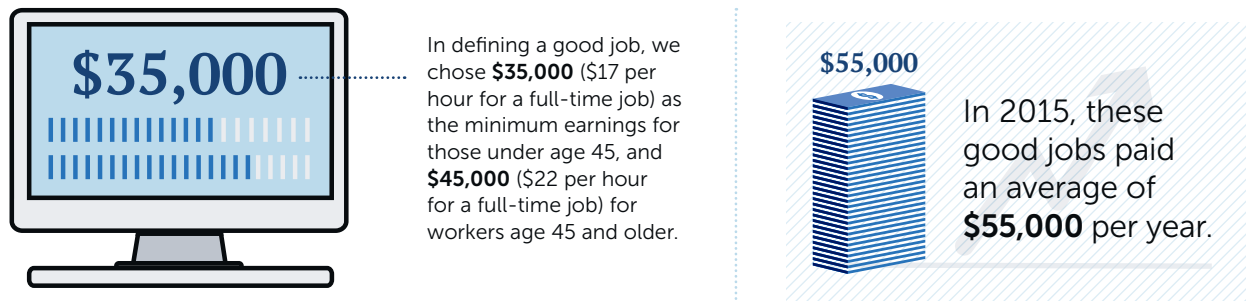 $35,000
In defining a good job, we
chose $35,000 ($17 per
hour for a full-time job) as
the minimum earnings for
those under age 45, and
$45,000 ($22 per hour
for a full-time job) for
workers age 45 and older.
$55,000
In 2015, these
good jobs paid
an average of
$55,000 per year.